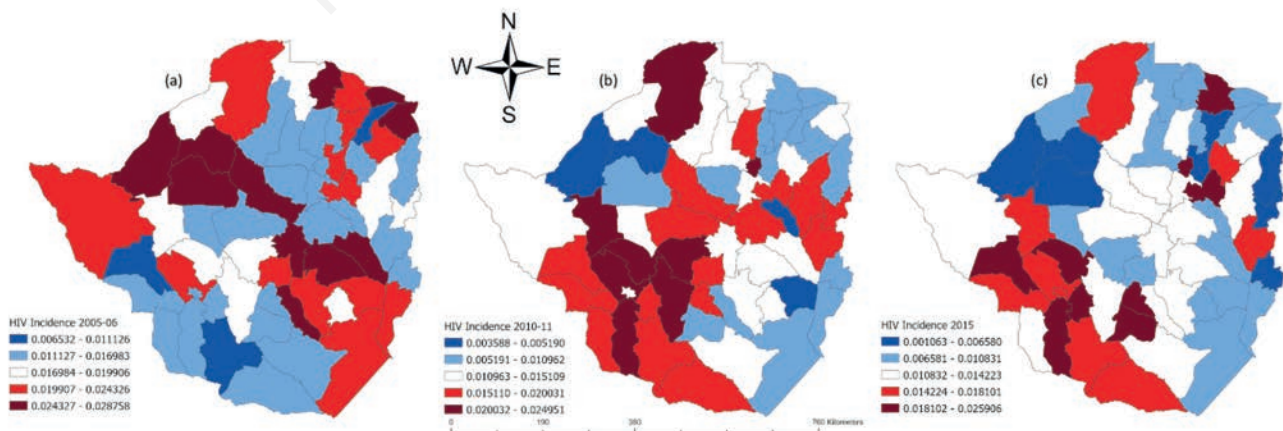 N
W E
S
(a)
(b)
(c)
HIV Incidence 2005-06
0.006532 - 0.011126
0.011127 - 0.016983
0.016984 - 0.019906
0.019907 - 0.024326
0.024327 - 0.028758
HIV Incidence 2010-11
0.003588 - 0.005190
0.005191 - 0.010962
0.010963 - 0.015109
0.015110 - 0.020031
0.020032 - 0.024951
HIV Incidence 2015
0.001063 - 0.006580
0.006581 - 0.010831
0.010832 - 0.014223
0.014224 - 0.018101
0.018102 - 0.025906
0 190 380 760 Kilometers